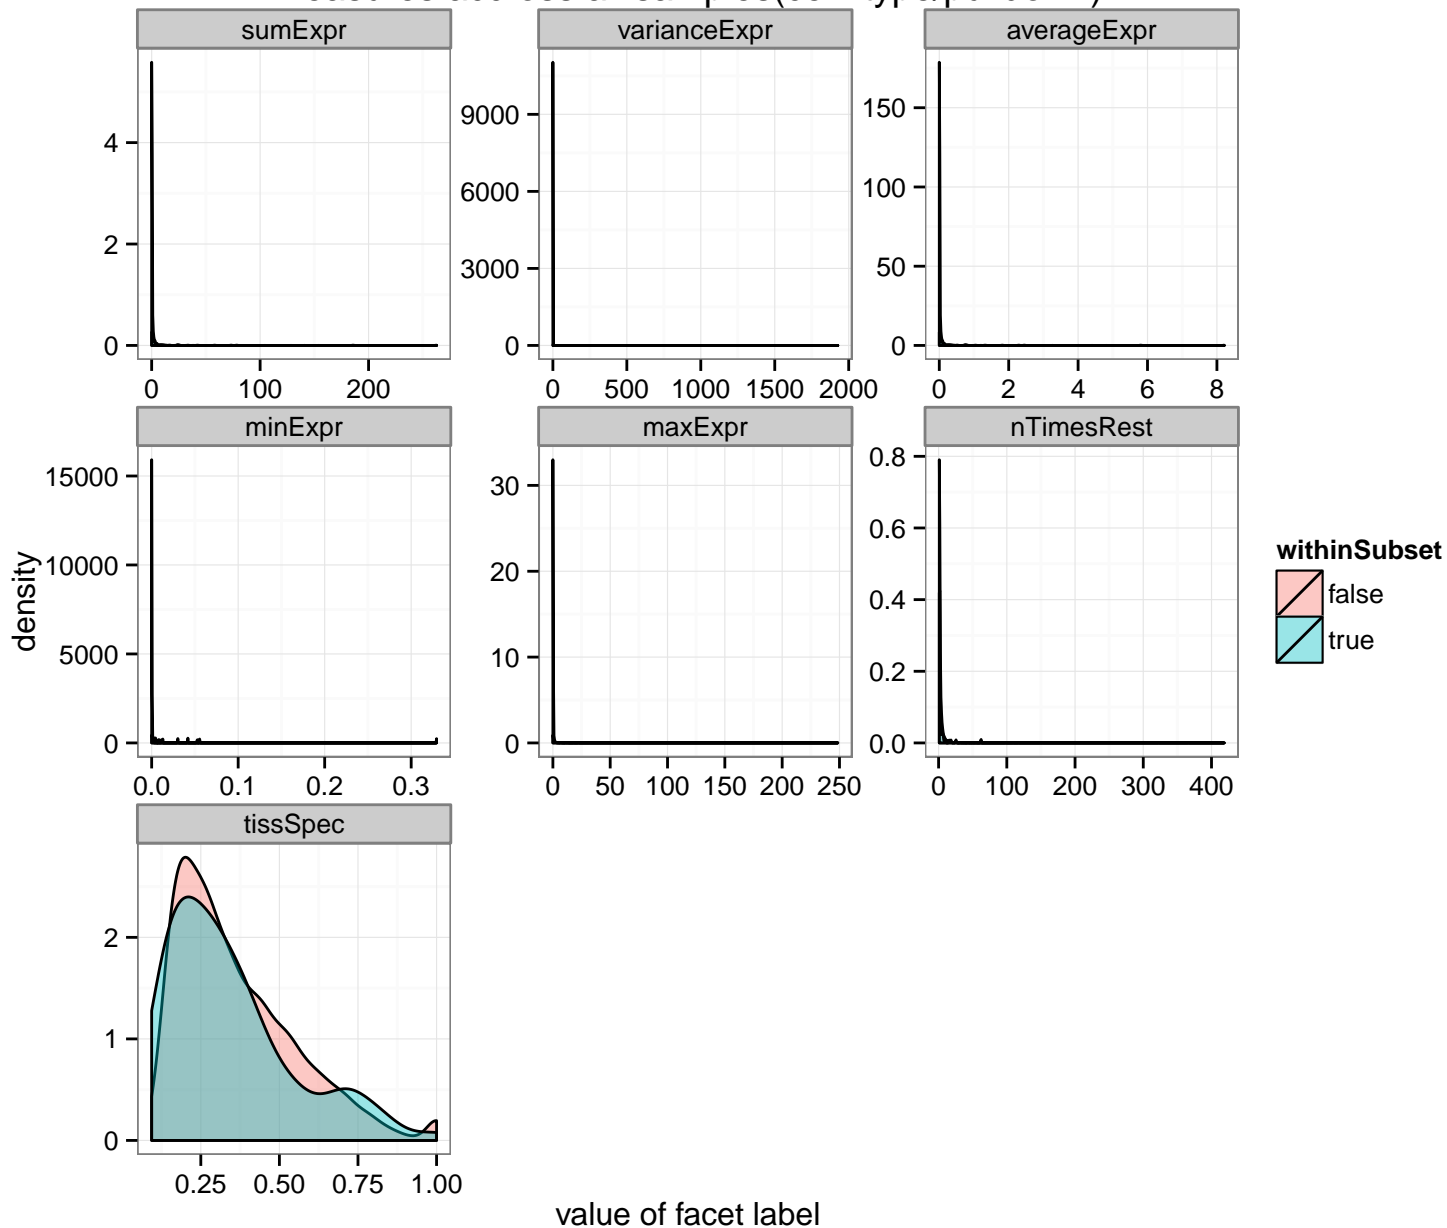 sumExpr varianceExpr averageExpr
4 9000 150
6000 100
2 3000 50
0 0 0
0 100 200 0 500 1000 1500 2000 0 2 4 6 8
minExpr maxExpr nTimesRest
15000 30 0.8
10000 20 0.6
5000 10 0.4
0 0 0.2
0.0
0.0 0.1 0.2 0.3 0 50 100 150 200 250 0 100 200 300 400
density
withinSubset
false
true
tissSpec
2
1
0
0.25 0.50 0.75 1.00
value of facet label